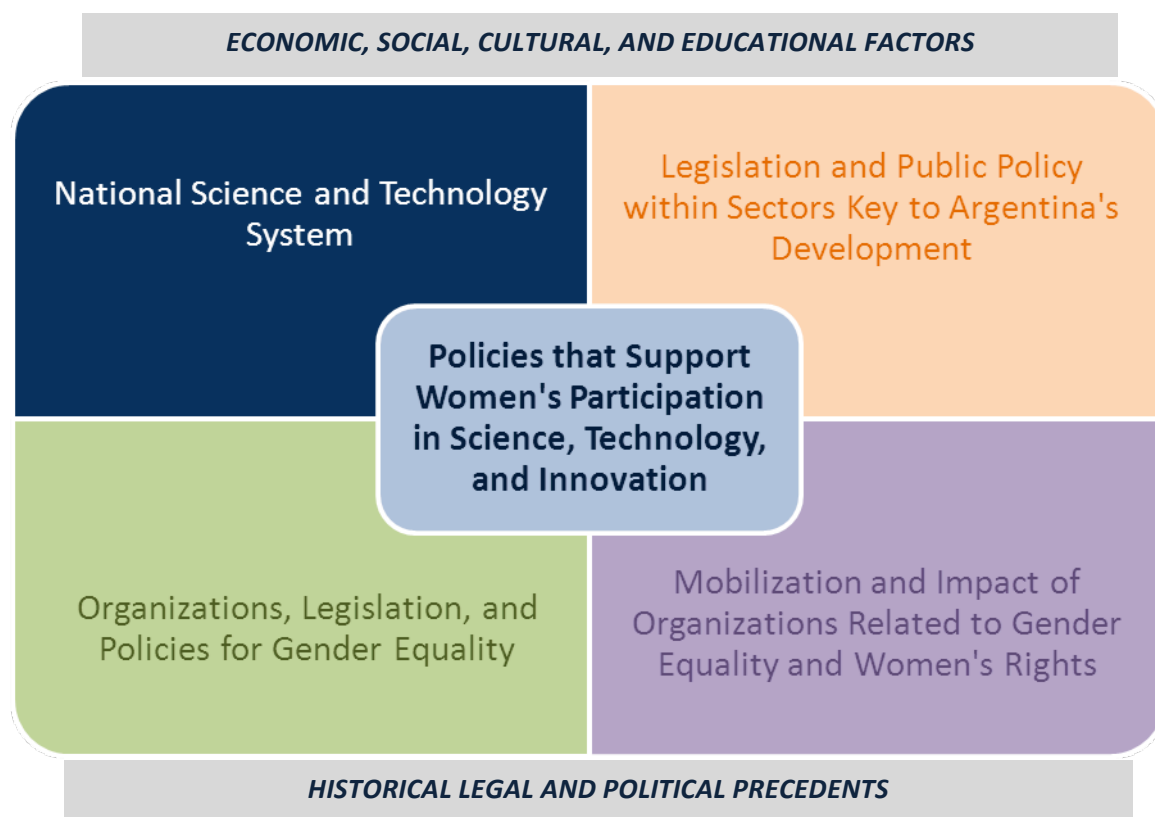 ECONOMIC, SOCIAL, CULTURAL, AND EDUCATIONAL FACTORS
National Science and Technology
System
Legislation and Public Policy
within Sectors Key to Argentina's
Development
Policies that Support
Women's Participation
in Science, Technology,
and Innovation
Organizations, Legislation, and
Policies for Gender Equality
Mobilization and Impact of
Organizations Related to Gender
Equality and Women's Rights
HISTORICAL LEGAL AND POLITICAL PRECEDENTS